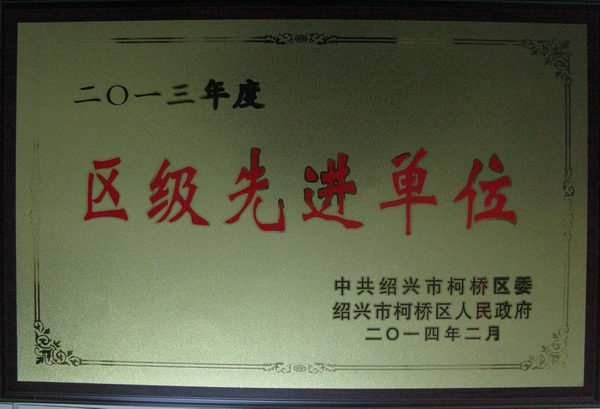 二〇一三年度
区级先进单位
中共绍兴市柯桥区委
绍兴市柯桥区人民政府
二〇一四年二月